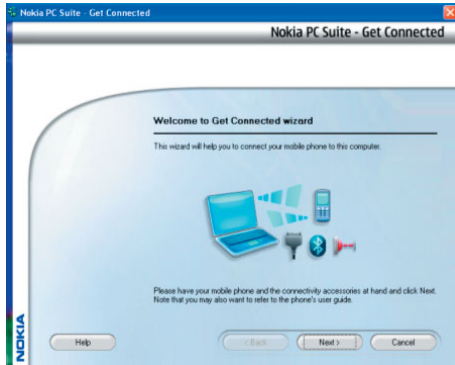 Nokia PC Suite - Get Connected
Nokia PC Suite - Get Connected
Welcome to Get Connected wizard
This wizard will help you to connect your mobile phone to this computer.
Please have your mobile phone and the connectivity accessories at hand and click Next.
Note that you may also want to refer to the phone's user guide.
NOKIA
Help
< Back
Next >
Cancel